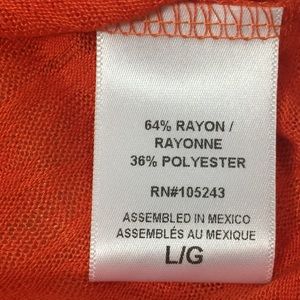 64% RAYON /
RAYONNE
36% POLYESTER
RN#105243
ASSEMBLED IN MEXICO
ASSEMBLÉS AU MEXIQUE
L/G